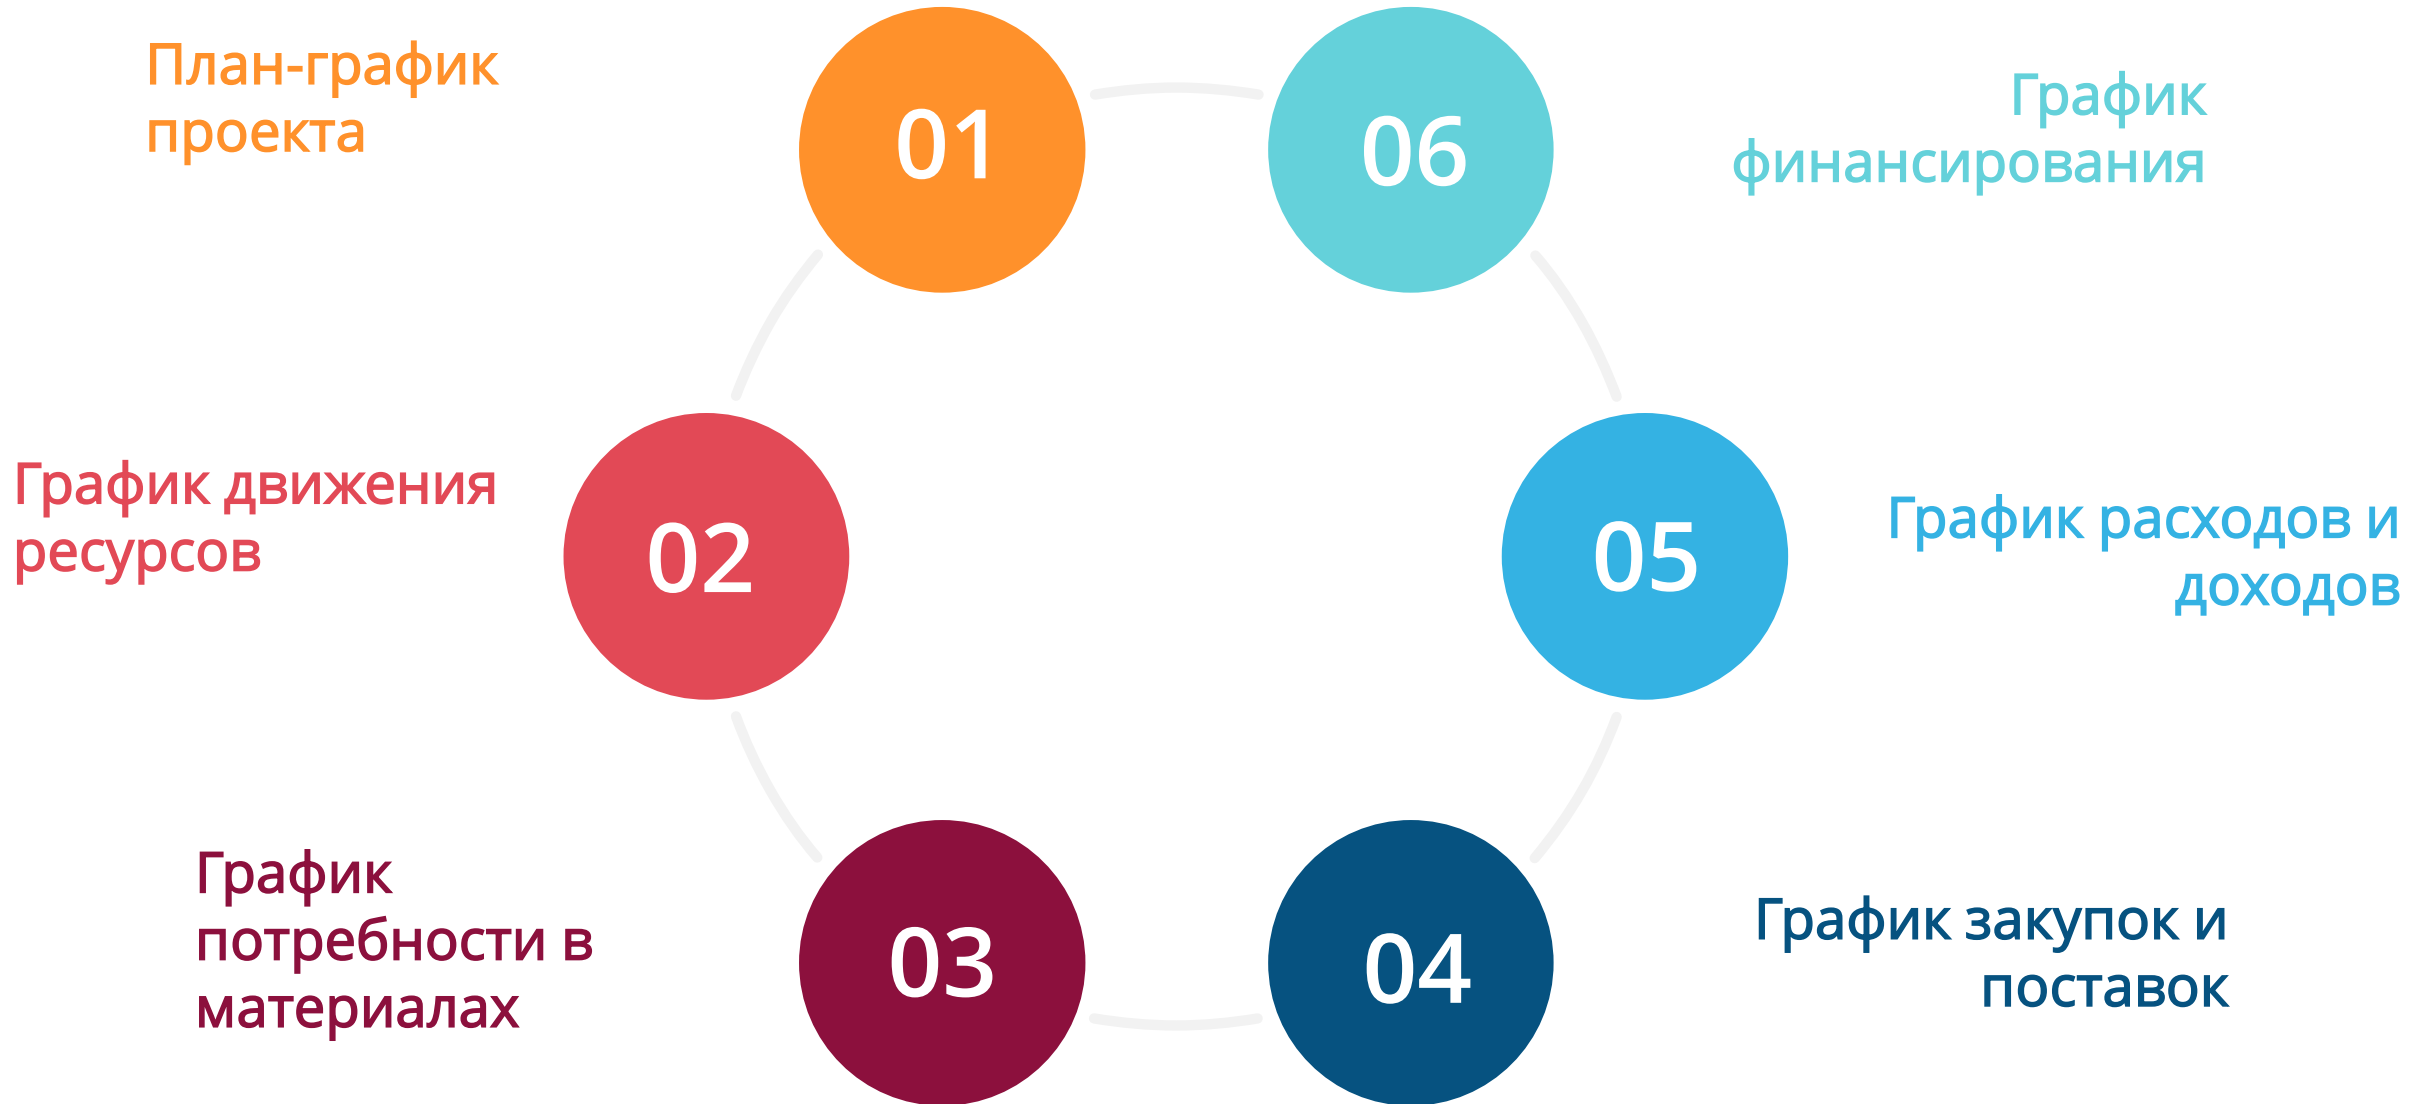 План-график
проекта
01
График движения
ресурсов
02
График
потребности в
материалах
03
04
График закупок и
поставок
05
График расходов и
доходов
06
График
финансирования